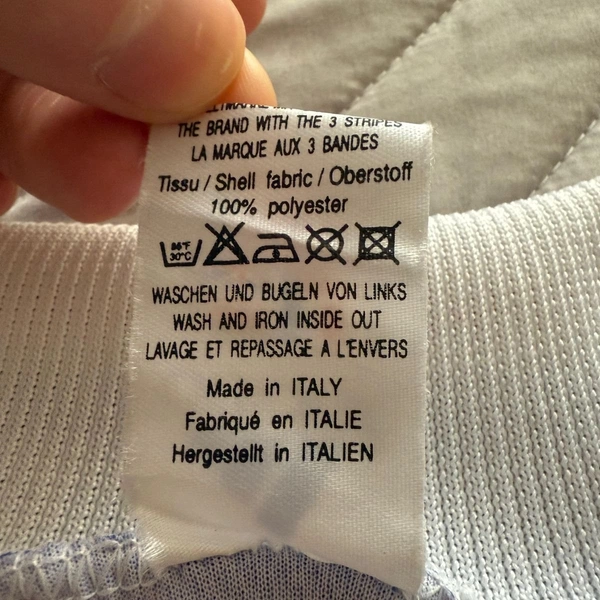 THE BRAND WITH THE 3 STRIPES
LA MARQUE AUX 3 BANDES
Tissu / Shell fabric / Oberstoff
100% polyester
86°F
30°C
WASCHEN UND BUGELN VON LINKS
WASH AND IRON INSIDE OUT
LAVAGE ET REPASSAGE A L'ENVERS
Made in ITALY
Fabriqué en ITALIE
Hergestellt in ITALIEN